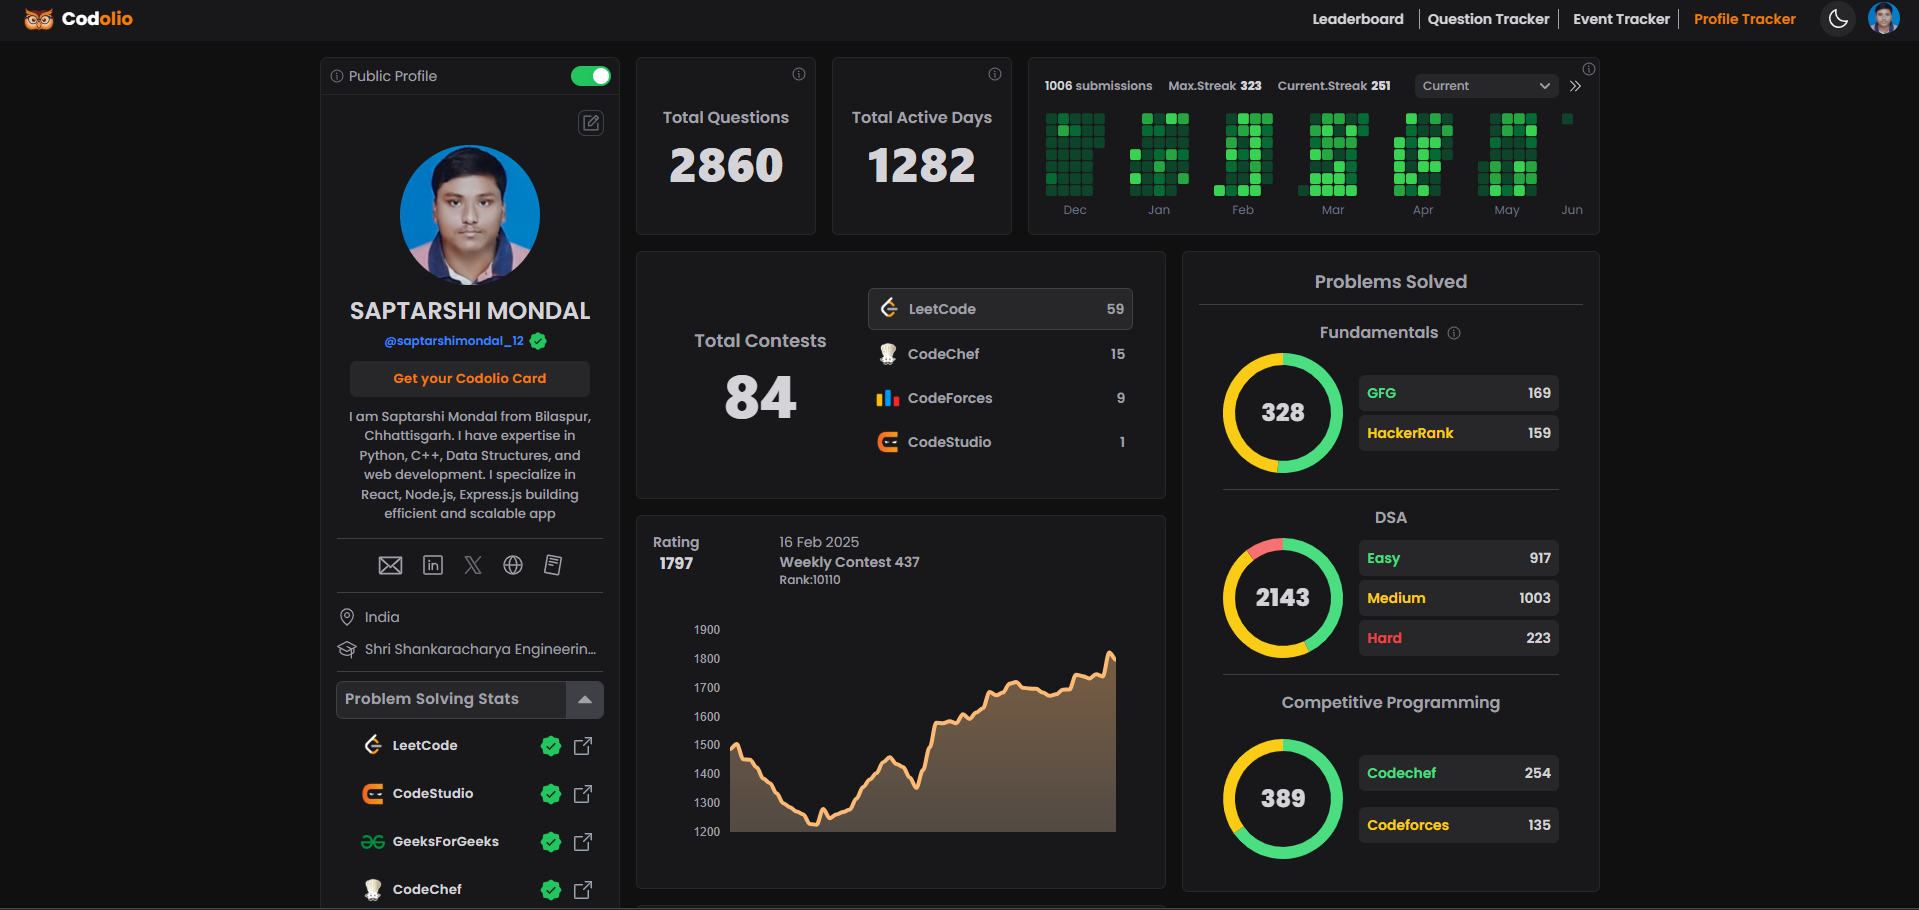 Codolio
Leaderboard
Question Tracker
Event Tracker
Profile Tracker
Public Profile
SAPTARSHI MONDAL
@saptarshimondal_12
Get your Codolio Card
I am Saptarshi Mondal from Bilaspur,
Chhattisgarh. I have expertise in
Python, C++, Data Structures, and
web development. I specialize in
React, Node.js, Express.js building
efficient and scalable app
in
India
Shri Shankaracharya Engineerin...
Problem Solving Stats
LeetCode
CodeStudio
GeeksForGeeks
CodeChef
Total Questions
2860
Total Active Days
1282
1006 submissions
Max.Streak 323
Current.Streak 251
Current
Dec
Jan
Feb
Mar
Apr
May
Jun
Total Contests
84
LeetCode 59
CodeChef 15
CodeForces 9
CodeStudio 1
Rating
1797
16 Feb 2025
Weekly Contest 437
Rank:10110
1900
1800
1700
1600
1500
1400
1300
1200
Problems Solved
Fundamentals
328
GFG 169
HackerRank 159
DSA
2143
Easy 917
Medium 1003
Hard 223
Competitive Programming
389
Codechef 254
Codeforces 135